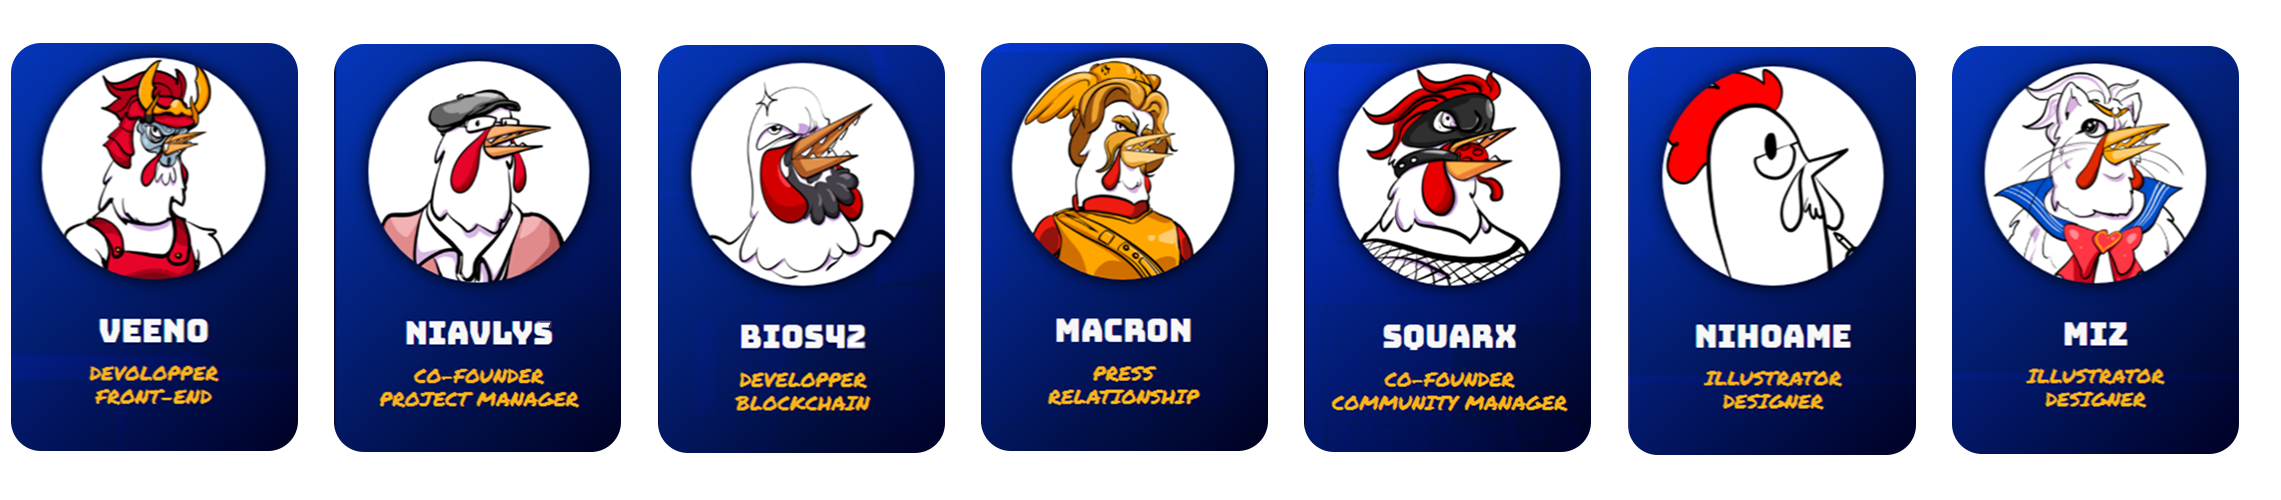 VEENO
DEVOLOPPER
FRONT-END
NIAVLYS
CO-FOUNDER
PROJECT MANAGER
BIOS42
DEVELOPPER
BLOCKCHAIN
MACRON
PRESS
RELATIONSHIP
SQUARX
CO-FOUNDER
COMMUNITY MANAGER
NIHOAME
ILLUSTRATOR
DESIGNER
MIZ
ILLUSTRATOR
DESIGNER